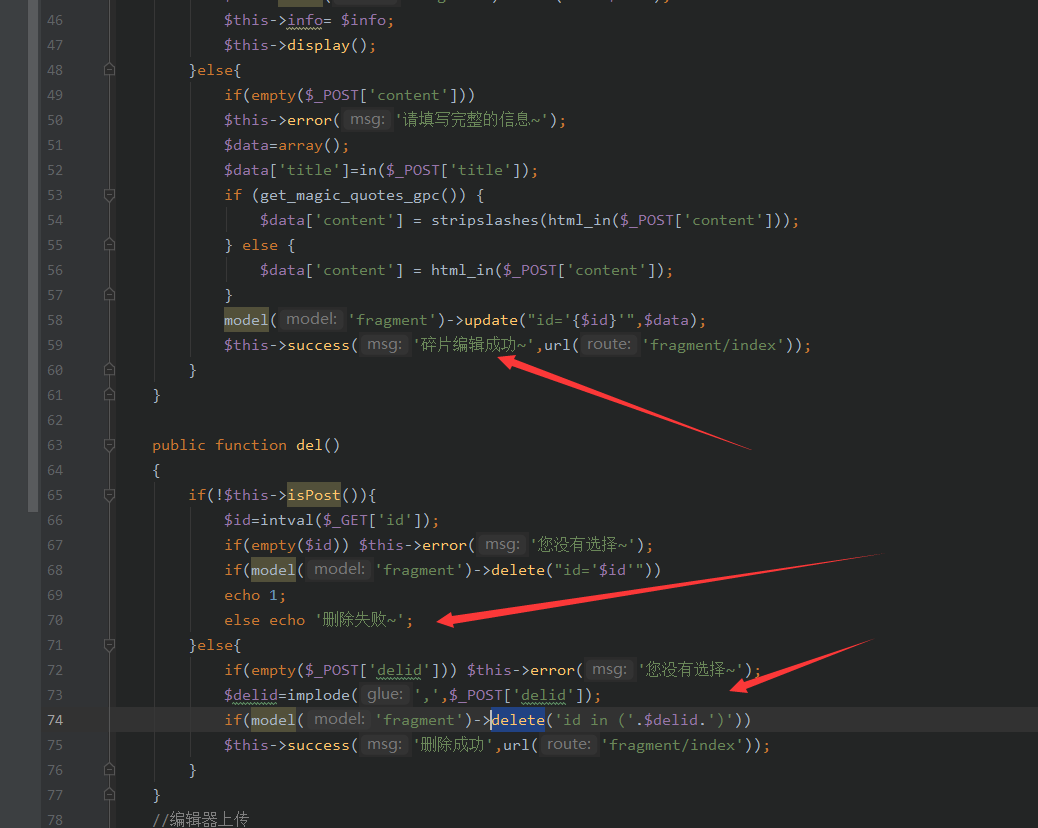 46 $this->info= $info;
47 $this->display();
48 }else{
49 if(empty($_POST['content']))
50 $this->error( msg: '请填写完整的信息~');
51 $data=array();
52 $data['title']=in($_POST['title']);
53 if (get_magic_quotes_gpc()) {
54 $data['content'] = stripslashes(html_in($_POST['content']));
55 } else {
56 $data['content'] = html_in($_POST['content']);
57 }
58 model( model: 'fragment')->update("id='{$id}'",$data);
59 $this->success( msg: '碎片编辑成功~',url( route: 'fragment/index'));
60 }
61 }
62
63 public function del()
64 {
65 if(!$this->isPost()){
66 $id=intval($_GET['id']);
67 if(empty($id)) $this->error( msg: '您没有选择~');
68 if(model( model: 'fragment')->delete("id='$id'"))
69 echo 1;
70 else echo '删除失败~';
71 }else{
72 if(empty($_POST['delid'])) $this->error( msg: '您没有选择~');
73 $delid=implode( glue: ',',$_POST['delid']);
74 if(model( model: 'fragment')->delete('id in ('.$delid.')'))
75 $this->success( msg: '删除成功',url( route: 'fragment/index'));
76 }
77 }
78 //编辑器上传